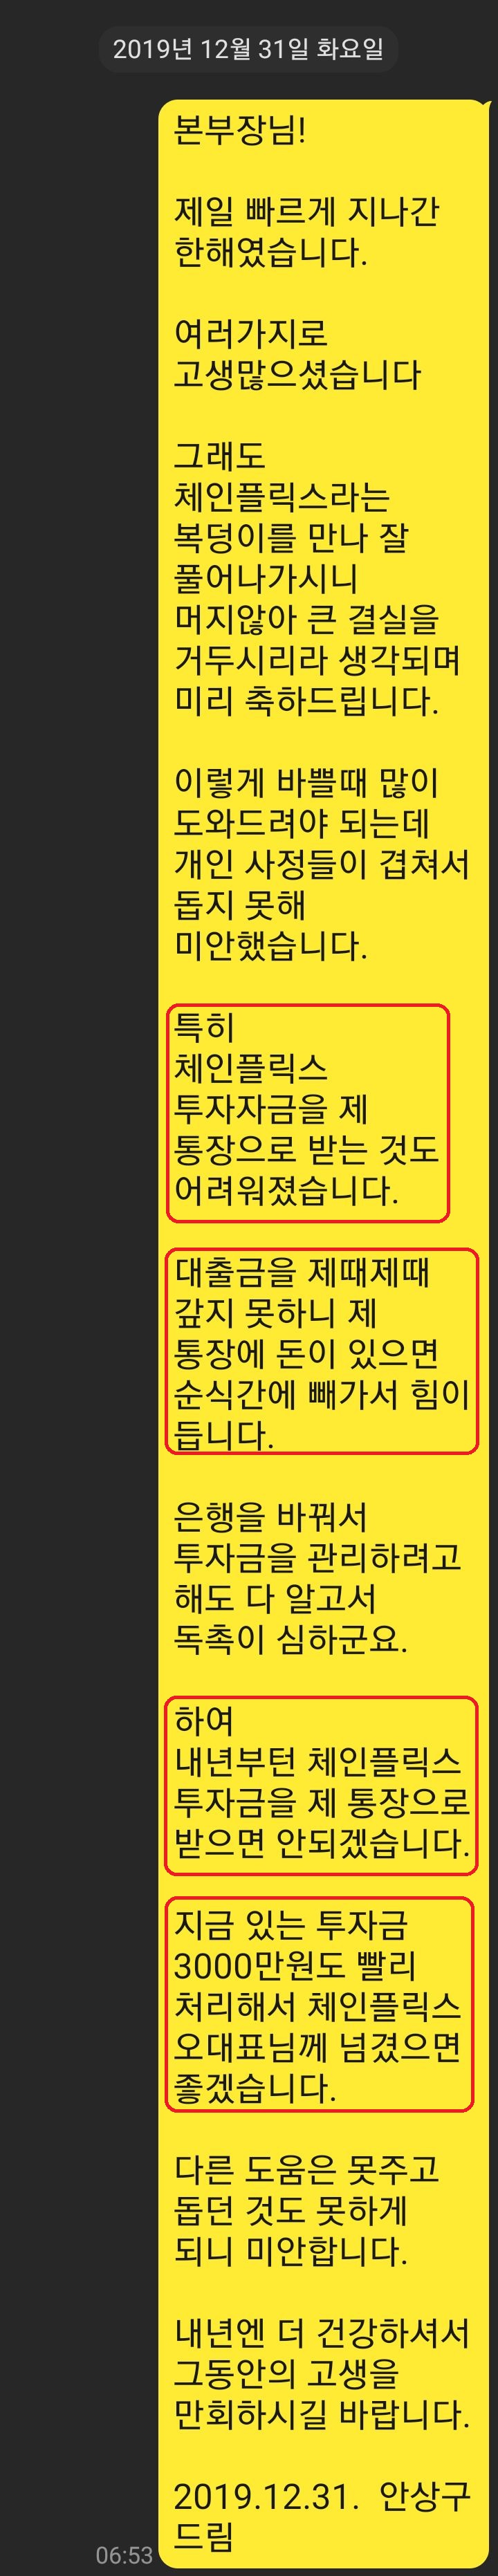 2019년 12월 31일 화요일
본부장님!
제일 빠르게 지나간
한해였습니다.
여러가지로
고생많으셨습니다
그래도
체인플릭스라는
복덩이를 만나 잘
풀어나가시니
머지않아 큰 결실을
거두시리라 생각되며
미리 축하드립니다.
이렇게 바쁠때 많이
도와드려야 되는데
개인 사정들이 겹쳐서
돕지 못해
미안했습니다.
특히
체인플릭스
투자자금을 제
통장으로 받는 것도
어려워졌습니다.
대출금을 제때제때
갚지 못하니 제
통장에 돈이 있으면
순식간에 빼가서 힘이
듭니다.
은행을 바꿔서
투자금을 관리하려고
해도 다 알고서
독촉이 심하군요.
하여
내년부턴 체인플릭스
투자금을 제 통장으로
받으면 안되겠습니다.
지금 있는 투자금
3000만원도 빨리
처리해서 체인플릭스
오대표님께 넘겼으면
좋겠습니다.
다른 도움은 못주고
돕던 것도 못하게
되니 미안합니다.
내년엔 더 건강하셔서
그동안의 고생을
만회하시길 바랍니다.
2019.12.31. 안상구
드림
06:53